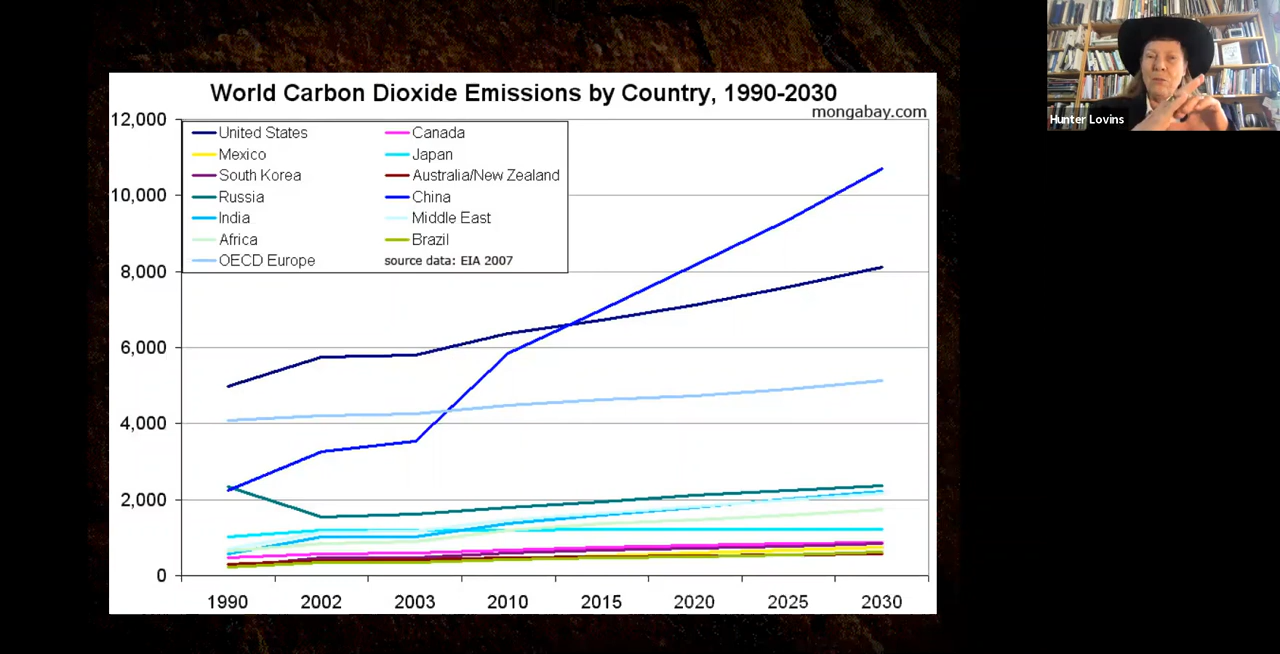 World Carbon Dioxide Emissions by Country, 1990-2030
mongabay.com
12,000
10,000
8,000
6,000
4,000
2,000
0
United States
Canada
Mexico
Japan
South Korea
Australia/New Zealand
Russia
China
India
Middle East
Africa
Brazil
OECD Europe
source data: EIA 2007
1990 2002 2003 2010 2015 2020 2025 2030
Hunter Lovins